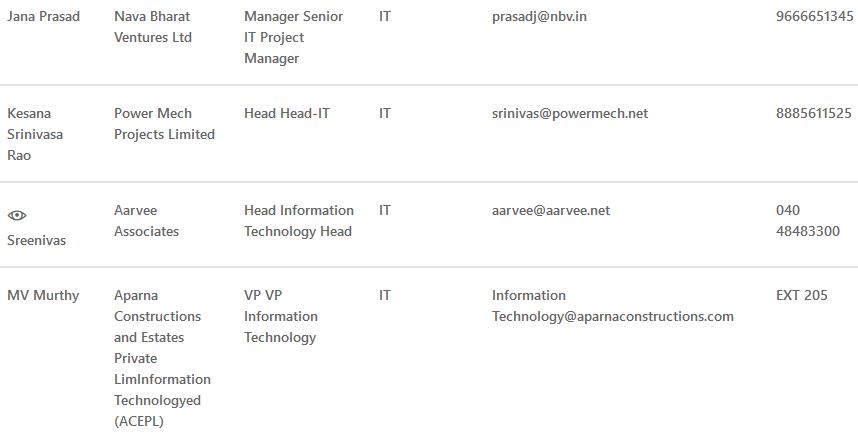 Jana Prasad
Nava Bharat
Ventures Ltd
Manager Senior
IT Project
Manager
IT
prasadj@nbv.in
9666651345
Kesana
Srinivasa
Rao
Power Mech
Projects Limited
Head Head-IT
IT
srinivas@powermech.net
8885611525
Sreenivas
Aarvee
Associates
Head Information
Technology Head
IT
aarvee@aarvee.net
040
48483300
MV Murthy
Aparna
Constructions
and Estates
Private
LimInformation
Technologyed
(ACEPL)
VP VP
Information
Technology
IT
Information
Technology@aparnaconstructions.com
EXT 205